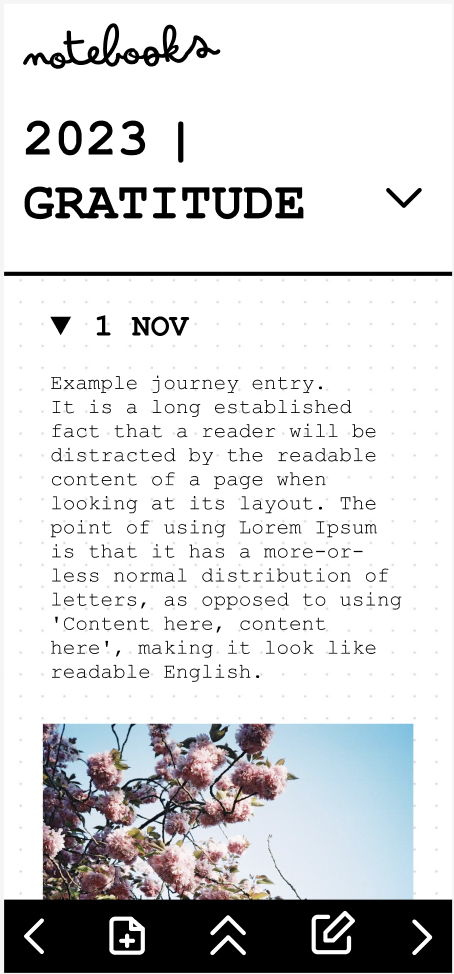 notebooks
2023 |
GRATITUDE
▼ 1 NOV
Example journey entry.
It is a long established
fact that a reader will be
distracted by the readable
content of a page when
looking at its layout. The
point of using Lorem Ipsum
is that it has a more-or-
less normal distribution of
letters, as opposed to using
'Content here, content
here', making it look like
readable English.